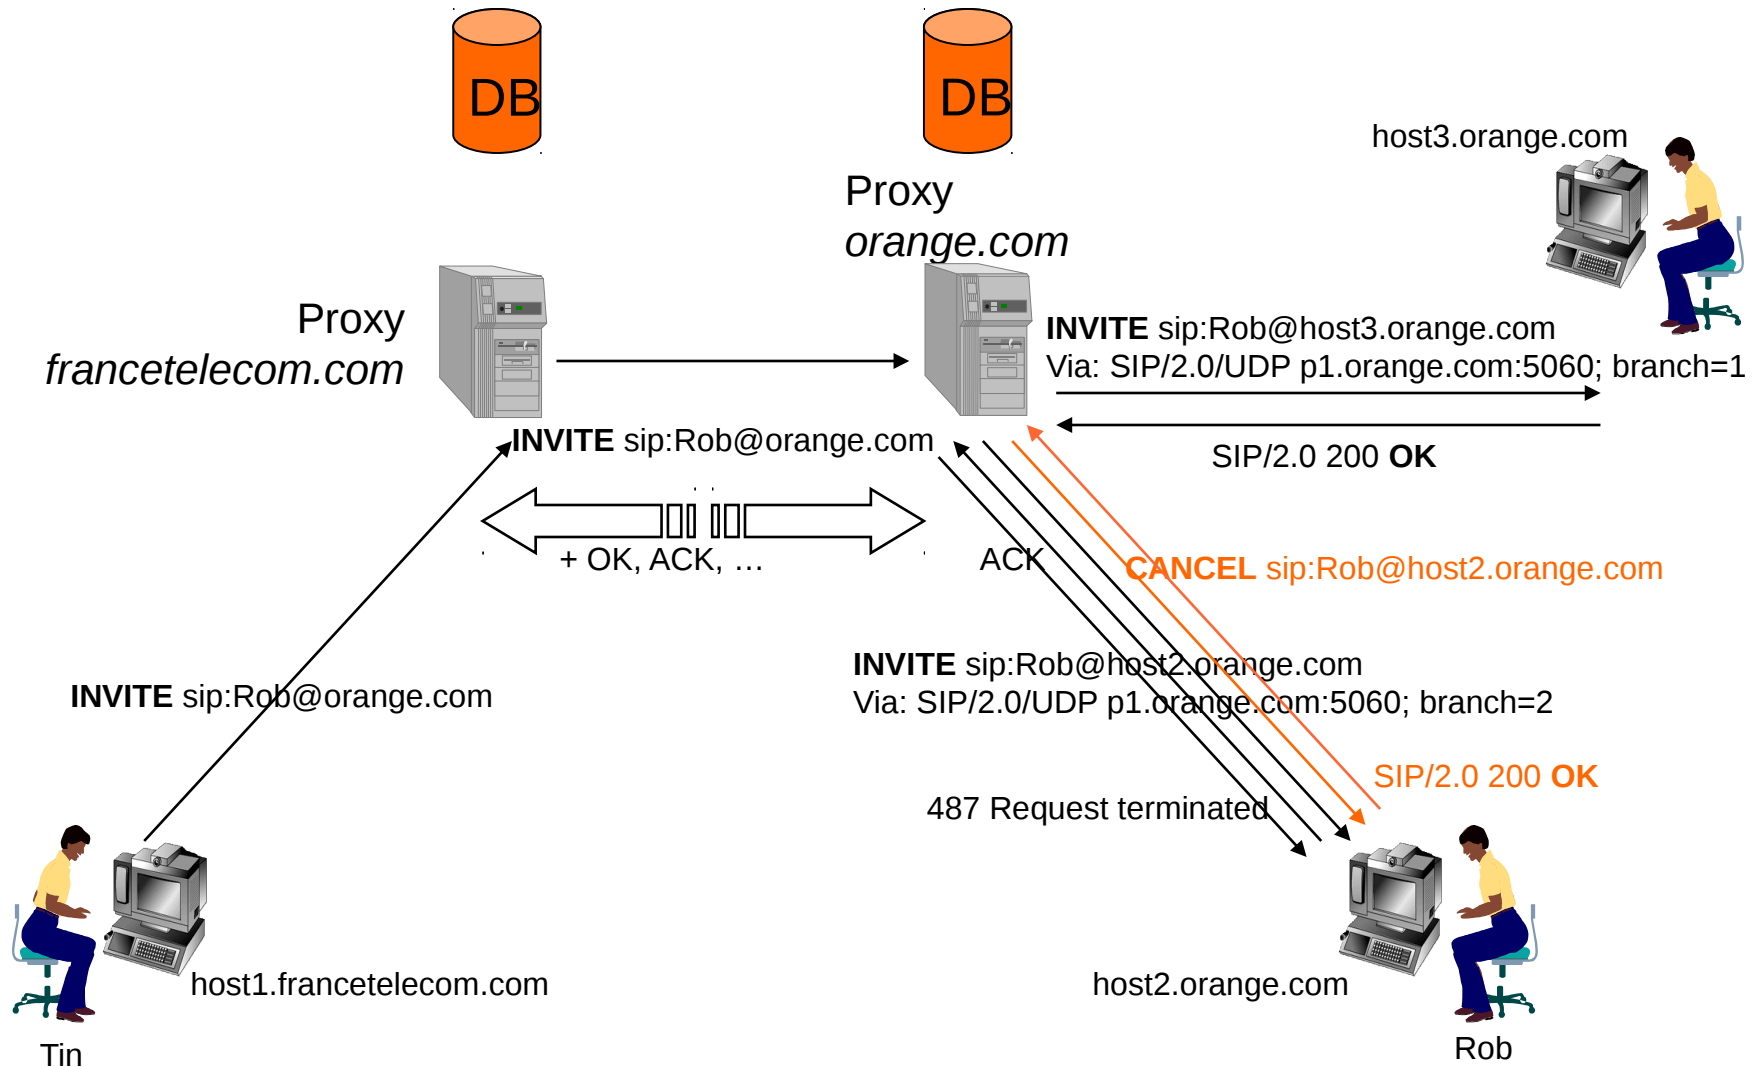 DB
DB
host3.orange.com
Proxy
orange.com
Proxy
francetelecom.com
INVITE sip:Rob@host3.orange.com
Via: SIP/2.0/UDP p1.orange.com:5060; branch=1
INVITE sip:Rob@orange.com
SIP/2.0 200 OK
+ OK, ACK, …
ACK
CANCEL sip:Rob@host2.orange.com
INVITE sip:Rob@host2.orange.com
Via: SIP/2.0/UDP p1.orange.com:5060; branch=2
INVITE sip:Rob@orange.com
SIP/2.0 200 OK
487 Request terminated
host1.francetelecom.com
host2.orange.com
Tin
Rob